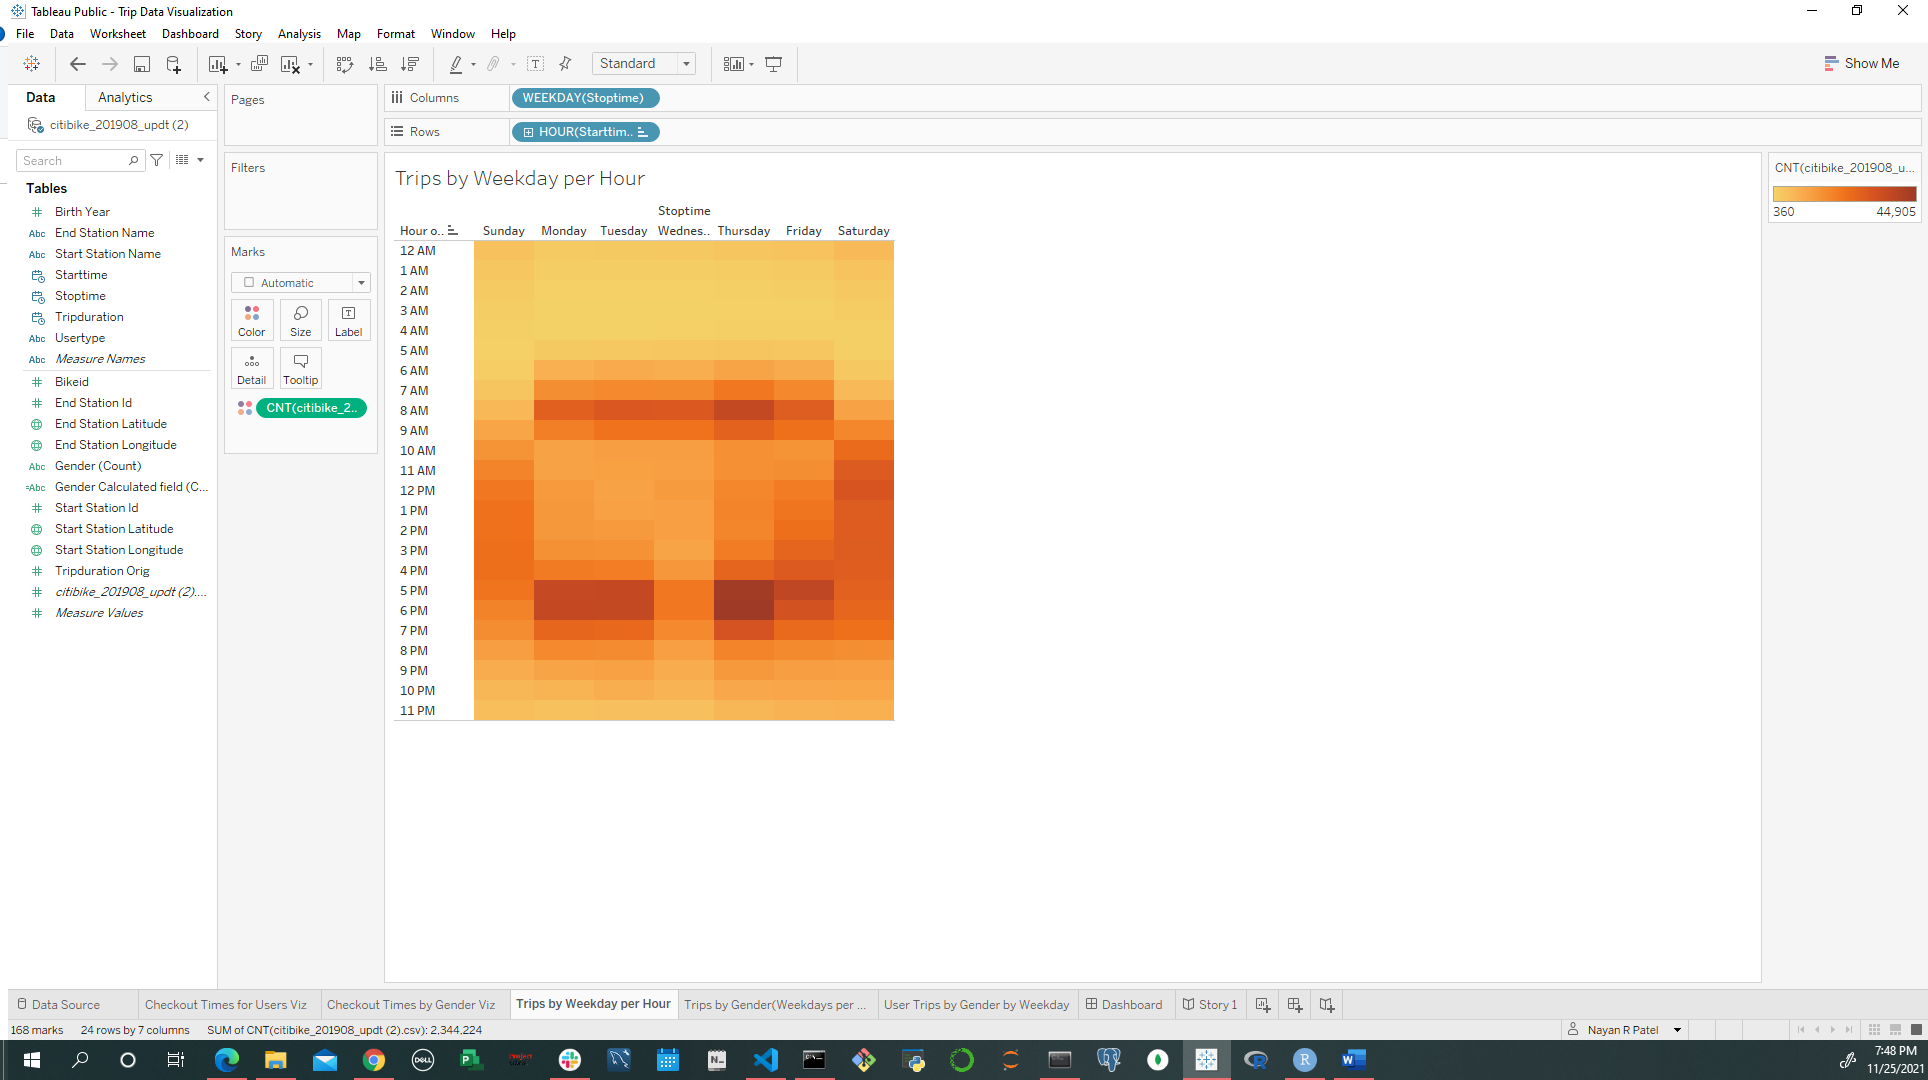 Tableau Public - Trip Data Visualization
File Data Worksheet Dashboard Story Analysis Map Format Window Help
Standard
Show Me
Data Analytics
citibike_201908_updt (2)
Search
Tables
Birth Year
Abc End Station Name
Abc Start Station Name
Starttime
Stoptime
Tripduration
Abc Usertype
Abc Measure Names
Bikeid
End Station Id
End Station Latitude
End Station Longitude
Abc Gender (Count)
=Abc Gender Calculated field (C...
Start Station Id
Start Station Latitude
Start Station Longitude
Tripduration Orig
citibike_201908_updt (2)....
Measure Values
Pages
Filters
Marks
Automatic
Color Size Label
Detail Tooltip
CNT(citibike_2..
Columns WEEKDAY(Stoptime)
Rows HOUR(Starttim..
Trips by Weekday per Hour
Stoptime
Hour o.. Sunday Monday Tuesday Wednes.. Thursday Friday Saturday
12 AM
1 AM
2 AM
3 AM
4 AM
5 AM
6 AM
7 AM
8 AM
9 AM
10 AM
11 AM
12 PM
1 PM
2 PM
3 PM
4 PM
5 PM
6 PM
7 PM
8 PM
9 PM
10 PM
11 PM
CNT(citibike_201908_u...
360 44,905
Data Source Checkout Times for Users Viz Checkout Times by Gender Viz Trips by Weekday per Hour Trips by Gender(Weekdays per ... User Trips by Gender by Weekday Dashboard Story 1
168 marks 24 rows by 7 columns SUM of CNT(citibike_201908_updt (2).csv): 2,344,224
Nayan R Patel
DELL
7:48 PM
11/25/2021